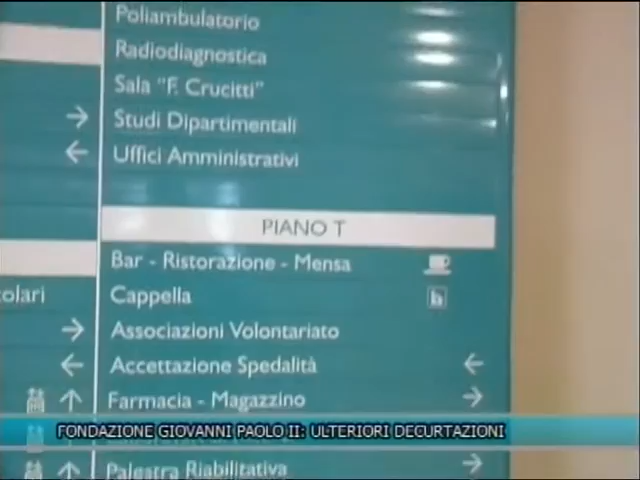 Poliambulatorio
Radiodiagnostica
Sala "F. Crucitti"
Studi Dipartimentali
Uffici Amministrativi
PIANO T
Bar - Ristorazione - Mensa
olari
Cappella
Associazioni Volontariato
Accettazione Spedalità
Farmacia - Magazzino
FONDAZIONE GIOVANNI PAOLO II: ULTERIORI DECURTAZIONI
Palestra Riabilitativa